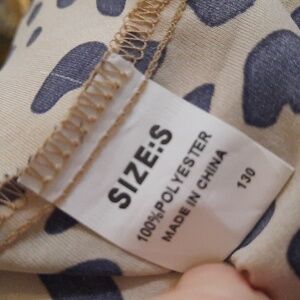 SIZE:S
100%POLYESTER
MADE IN CHINA
130